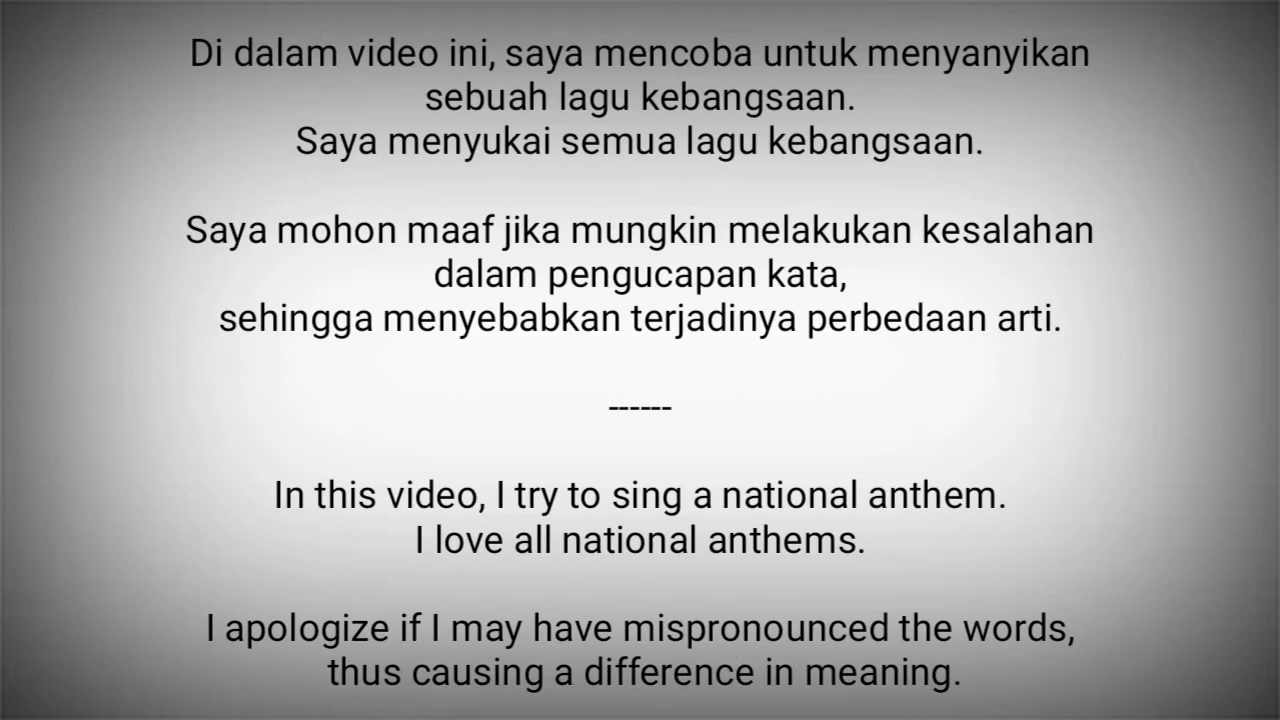 Di dalam video ini, saya mencoba untuk menyanyikan
sebuah lagu kebangsaan.
Saya menyukai semua lagu kebangsaan.
Saya mohon maaf jika mungkin melakukan kesalahan
dalam pengucapan kata,
sehingga menyebabkan terjadinya perbedaan arti.
------
In this video, I try to sing a national anthem.
I love all national anthems.
I apologize if I may have mispronounced the words,
thus causing a difference in meaning.